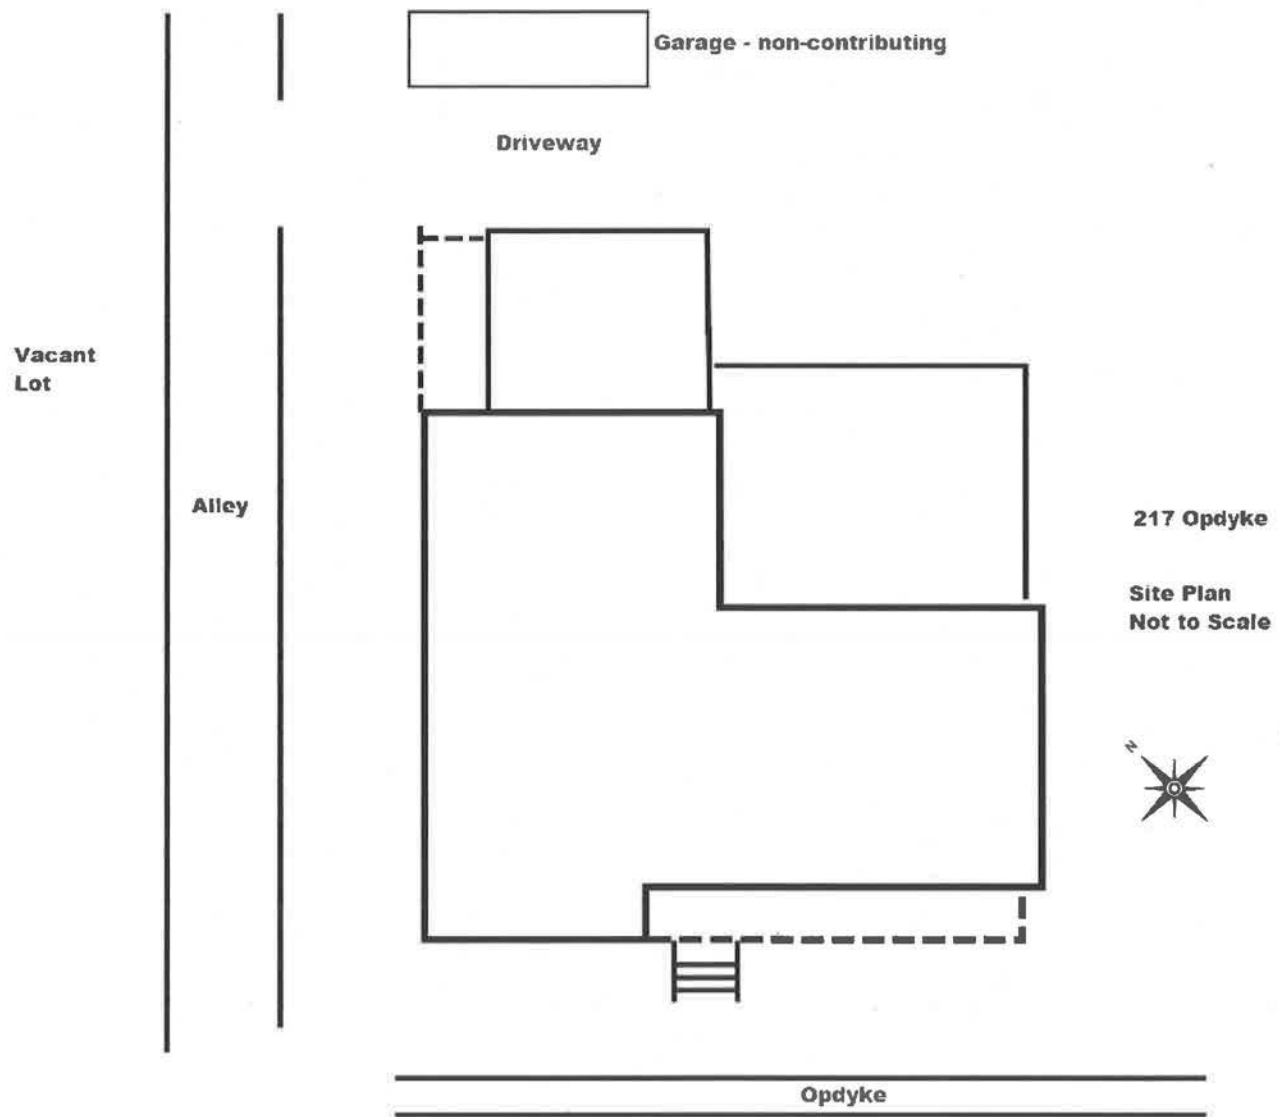 Garage - non-contributing
Driveway
Vacant
Lot
Alley
217 Opdyke
Site Plan
Not to Scale
N
Opdyke